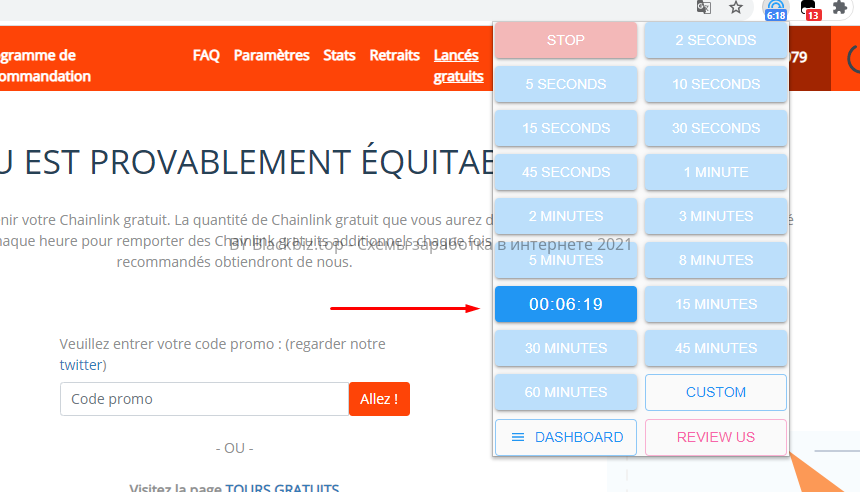 6:18
13
ogramme de
ommandation
FAQ
Paramètres
Stats
Retraits
Lancés
gratuits
979
STOP
2 SECONDS
5 SECONDS
10 SECONDS
15 SECONDS
30 SECONDS
45 SECONDS
1 MINUTE
2 MINUTES
3 MINUTES
5 MINUTES
8 MINUTES
00:06:19
15 MINUTES
30 MINUTES
45 MINUTES
60 MINUTES
CUSTOM
DASHBOARD
REVIEW US
U EST PROVABLEMENT ÉQUITAB
nir votre Chainlink gratuit. La quantité de Chainlink gratuit que vous aurez d
haque heure pour remporter des Chainlink gratuits additionnels chaque fois
recommandés obtiendront de nous.
BY Blackbiz.top - Схемы заработка в интернете 2021
Veuillez entrer votre code promo : (regarder notre
twitter)
Code promo
Allez !
- OU -
Visitez la page TOURS GRATUITS